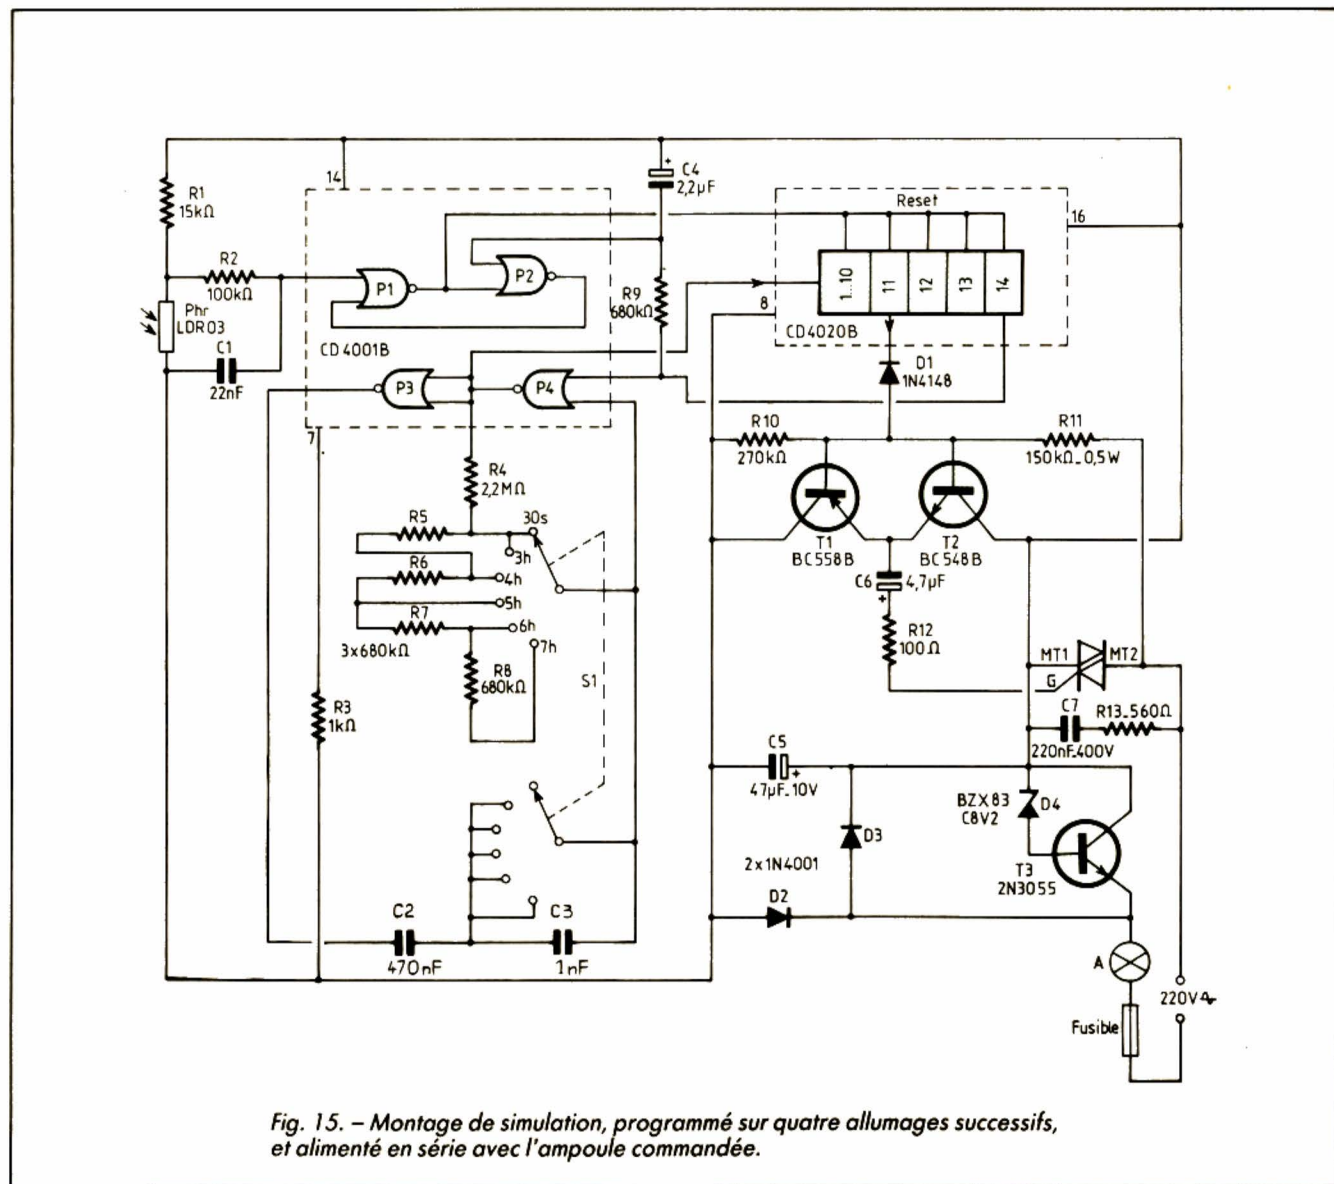 14
C4
2,2µF
+
R1
15kΩ
Reset
16
R2
100kΩ
P1
P2
1...10
11
12
13
14
Phr
LDR03
R9
680kΩ
8
CD4020B
CD4001B
C1
22nF
D1
1N4148
P3
P4
7
R10
270kΩ
R11
150kΩ_0,5W
R4
2,2MΩ
R5
30s
3h
T1
BC558B
T2
BC548B
R6
4h
C6
4,7µF
+
5h
R7
6h
R12
100Ω
3x680kΩ
7h
R8
680kΩ
S1
MT1
MT2
G
R3
1kΩ
C7
R13_560Ω
220nF_400V
C5
+
47µF_10V
BZX83
C8V2
D4
D3
T3
2N3055
2x1N4001
D2
C2
470nF
C3
1nF
A
220V
Fusible
Fig. 15. – Montage de simulation, programmé sur quatre allumages successifs,
et alimenté en série avec l'ampoule commandée.